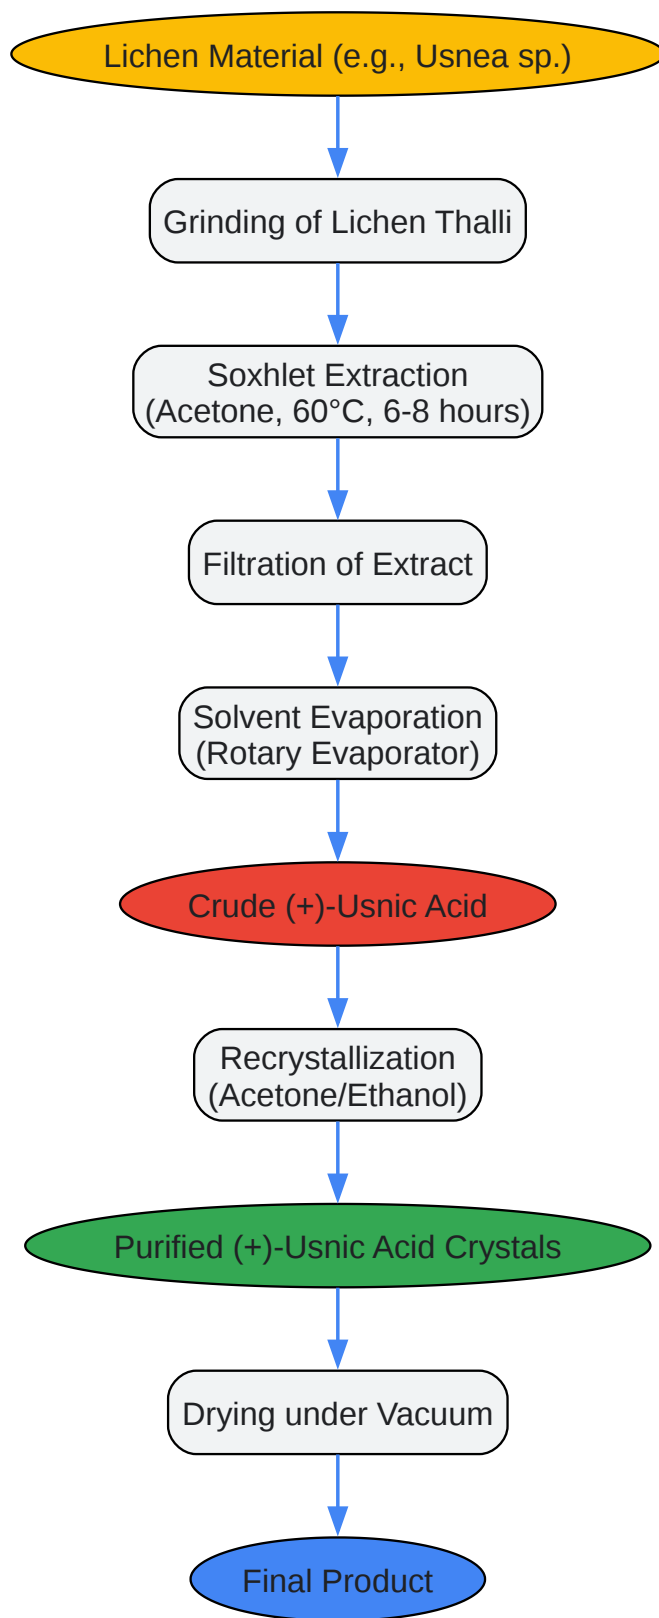 Lichen Material (e.g., Usnea sp.)
Grinding of Lichen Thalli
Soxhlet Extraction
(Acetone, 60°C, 6-8 hours)
Filtration of Extract
Solvent Evaporation
(Rotary Evaporator)
Crude (+)-Usnic Acid
Recrystallization
(Acetone/Ethanol)
Purified (+)-Usnic Acid Crystals
Drying under Vacuum
Final Product